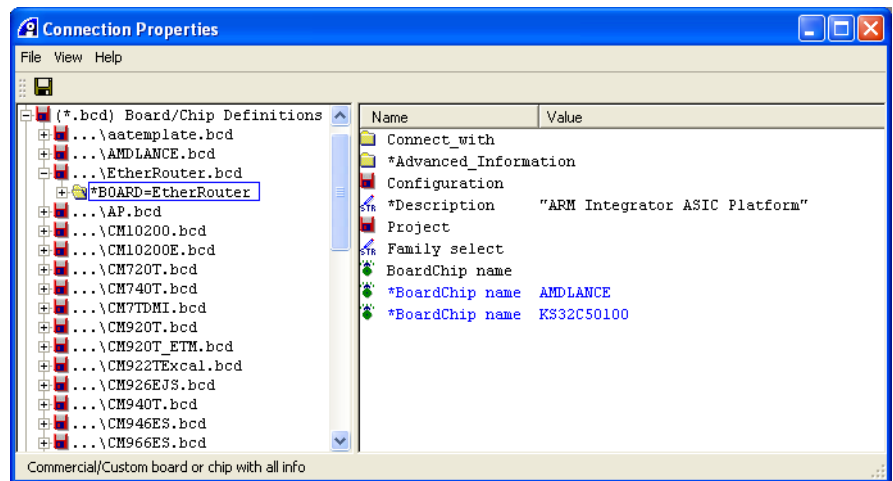 Connection Properties
File View Help
(*.bcd) Board/Chip Definitions
...\aatemplate.bcd
...\AMDLANCE.bcd
...\EtherRouter.bcd
*BOARD=EtherRouter
...\AP.bcd
...\CM10200.bcd
...\CM10200E.bcd
...\CM720T.bcd
...\CM740T.bcd
...\CM7TDMI.bcd
...\CM920T.bcd
...\CM920T_ETM.bcd
...\CM922TExcal.bcd
...\CM926EJS.bcd
...\CM940T.bcd
...\CM946ES.bcd
...\CM966ES.bcd
Name Value
Connect_with
*Advanced_Information
Configuration
STR *Description "ARM Integrator ASIC Platform"
Project
STR Family select
BoardChip name
*BoardChip name AMDLANCE
*BoardChip name KS32C50100
Commercial/Custom board or chip with all info